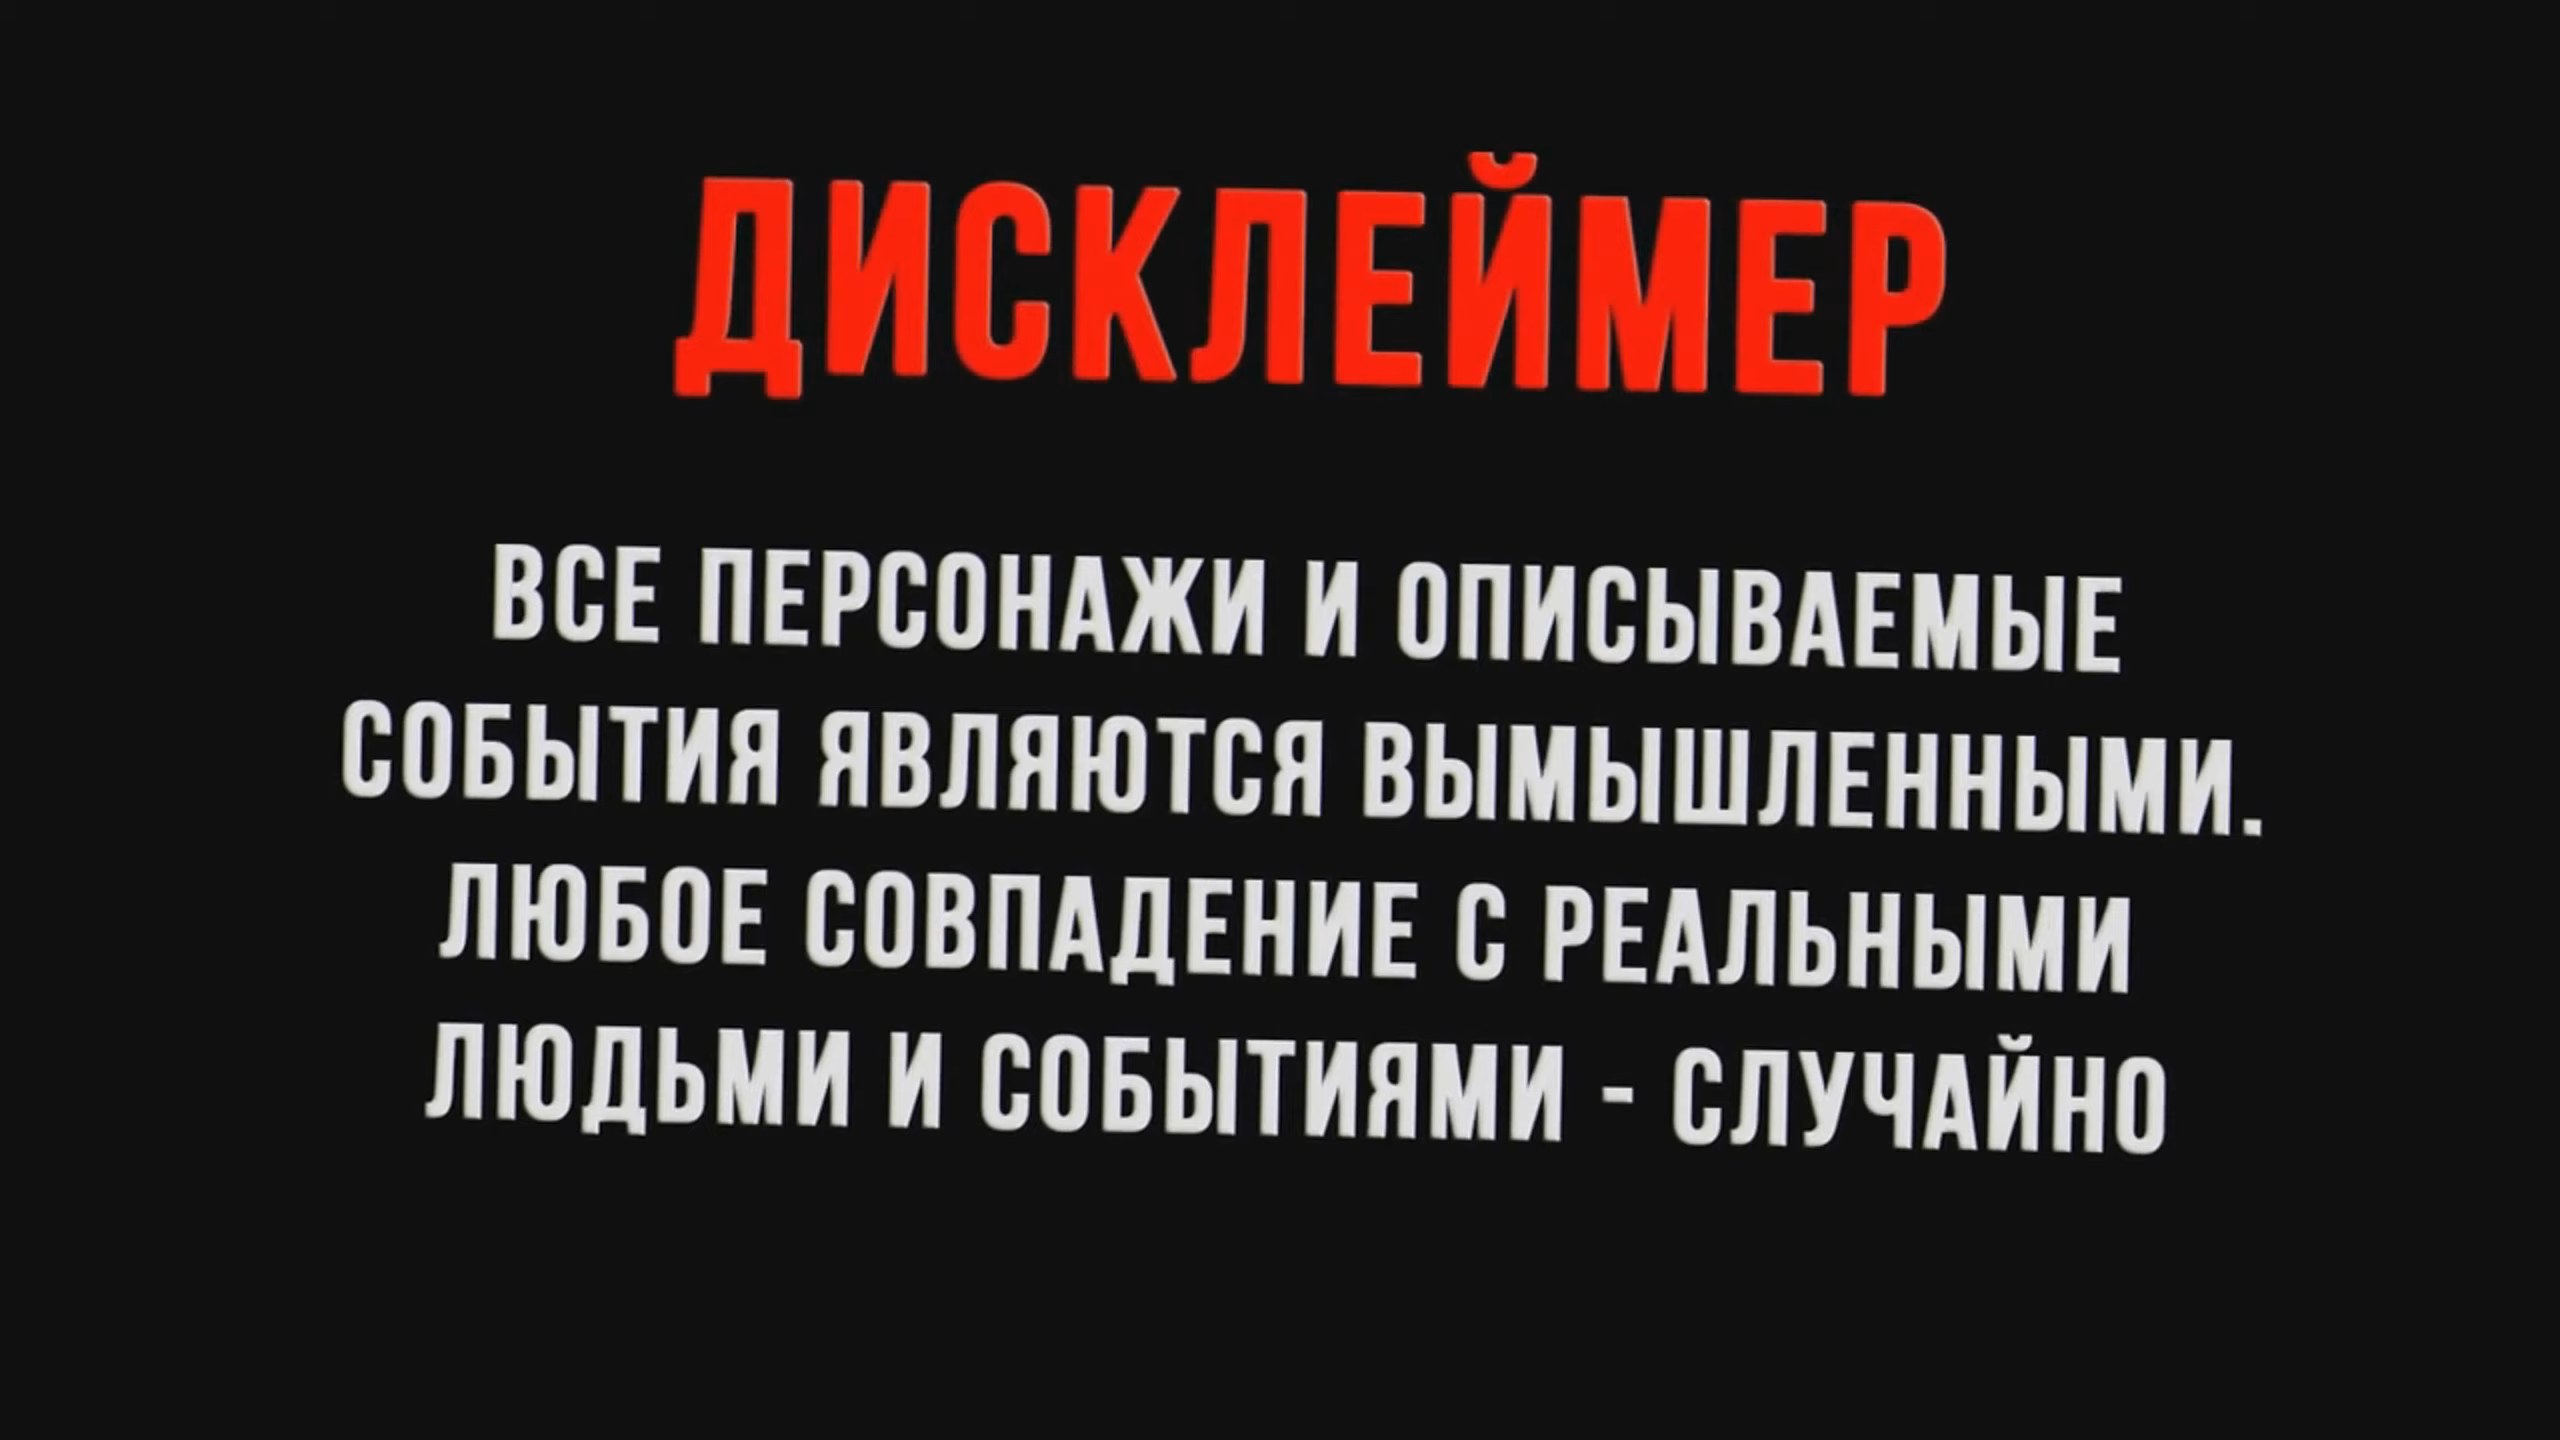 ДИСКЛЕЙМЕР
ВСЕ ПЕРСОНАЖИ И ОПИСЫВАЕМЫЕ
СОБЫТИЯ ЯВЛЯЮТСЯ ВЫМЫШЛЕННЫМИ.
ЛЮБОЕ СОВПАДЕНИЕ С РЕАЛЬНЫМИ
ЛЮДЬМИ И СОБЫТИЯМИ - СЛУЧАЙНО